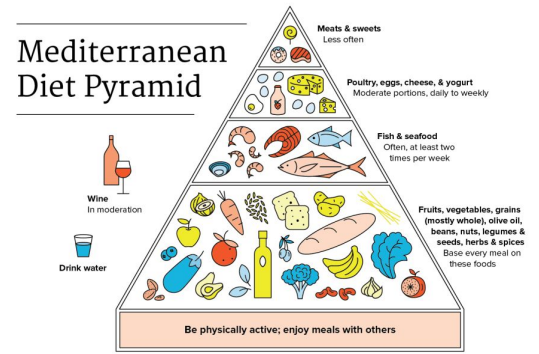 Mediterranean
Diet Pyramid
Meats & sweets
Less often
Poultry, eggs, cheese, & yogurt
Moderate portions, daily to weekly
Fish & seafood
Often, at least two
times per week
Wine
In moderation
Fruits, vegetables, grains
(mostly whole), olive oil,
beans, nuts, legumes &
seeds, herbs & spices
Base every meal on
these foods
Drink water
Be physically active; enjoy meals with others